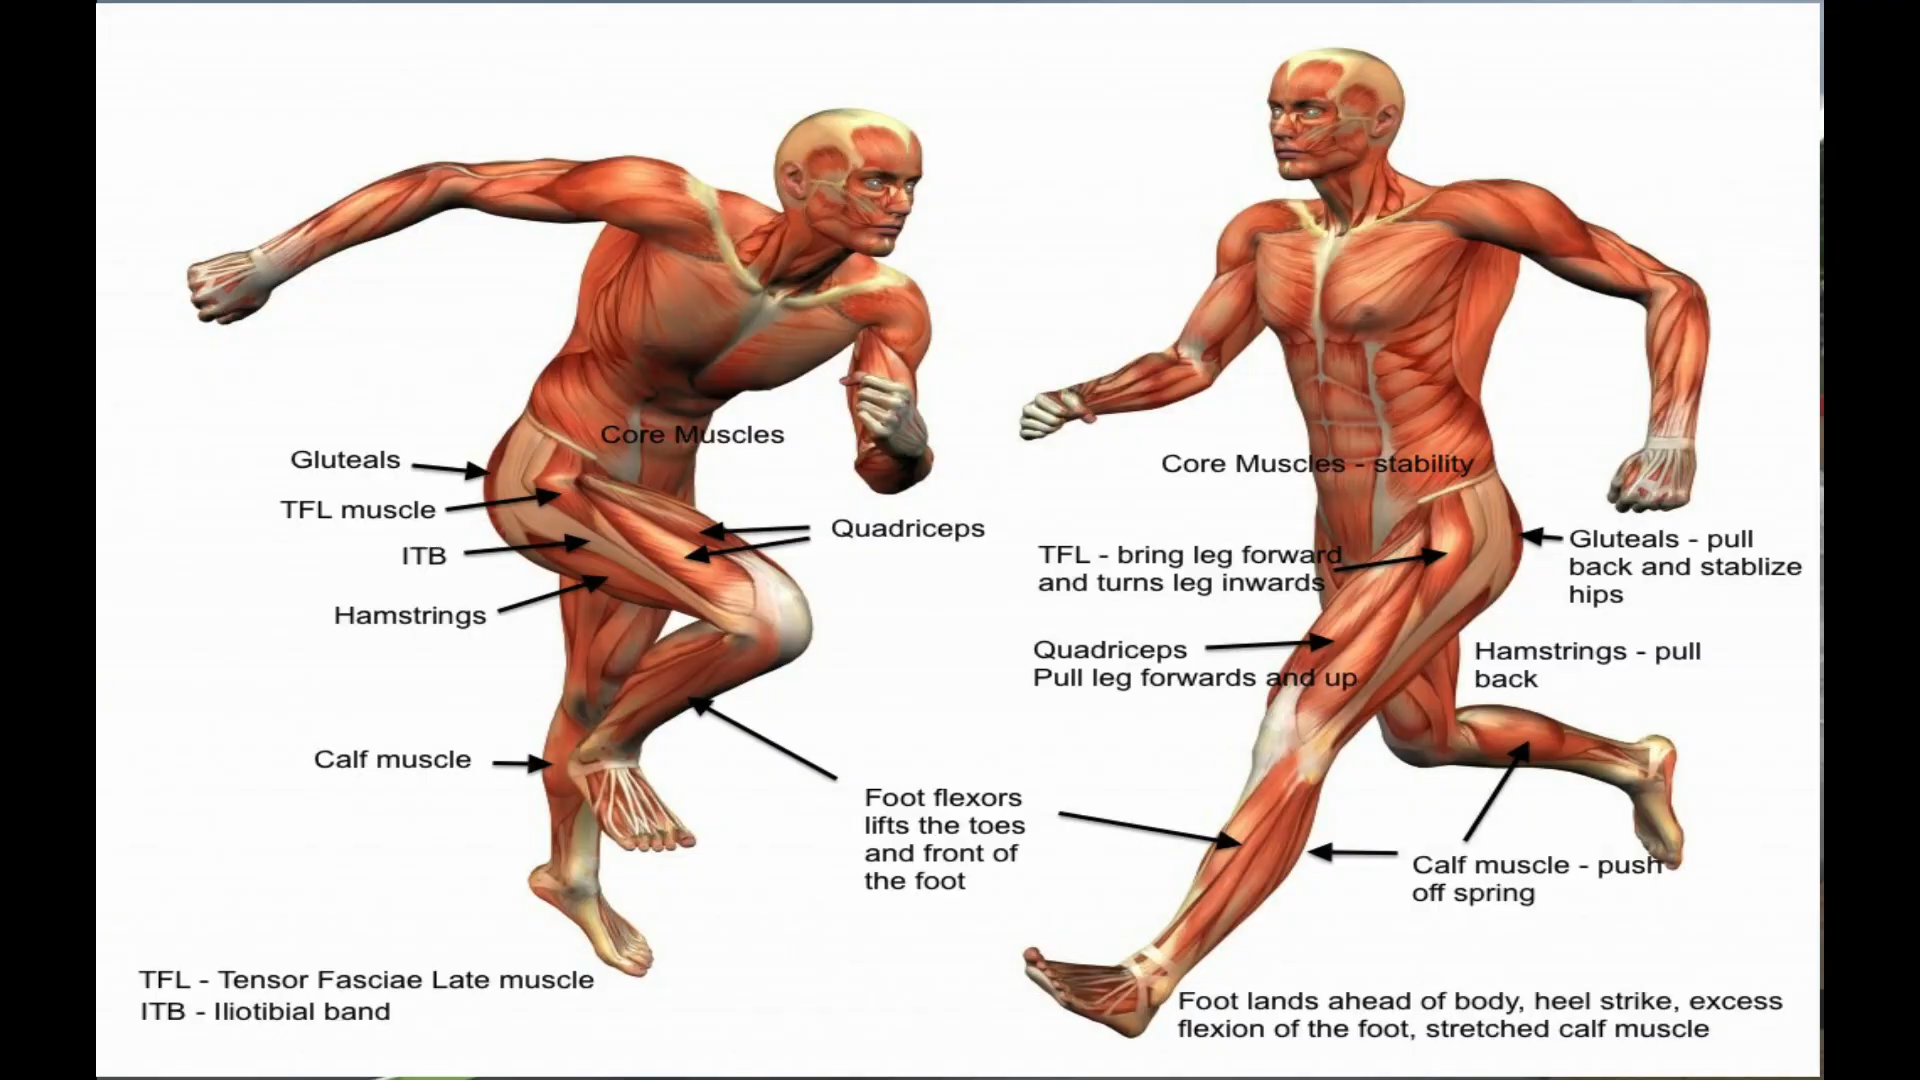 Core Muscles
Gluteals
TFL muscle
ITB
Hamstrings
Quadriceps
Calf muscle
Foot flexors
lifts the toes
and front of
the foot
TFL - Tensor Fasciae Late muscle
ITB - Iliotibial band
Core Muscles - stability
TFL - bring leg forward
and turns leg inwards
Gluteals - pull
back and stablize
hips
Quadriceps
Pull leg forwards and up
Hamstrings - pull
back
Calf muscle - push
off spring
Foot lands ahead of body, heel strike, excess
flexion of the foot, stretched calf muscle